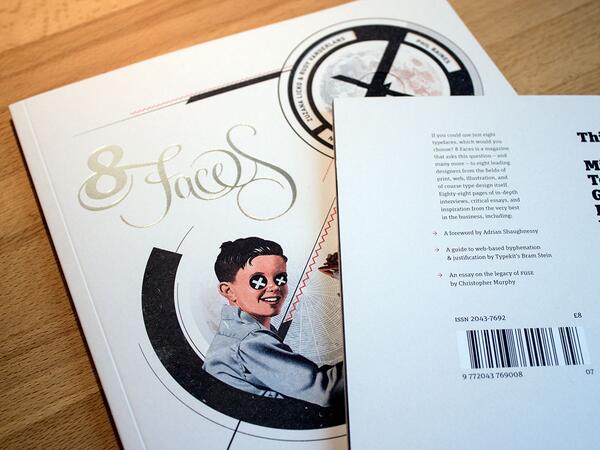 ZUZANA LICKO & RUDY VANDERLANS
PHIL BAINES
8 Faces
If you could use just eight
typefaces, which would you
choose? 8 Faces is a magazine
that asks this question – and
many more – to eight leading
designers from the fields of
print, web, illustration, and
of course type design itself.
Eighty-eight pages of in-depth
interviews, critical essays, and
inspiration from the very best
in the business, including:
→ A foreword by Adrian Shaughnessy
→ A guide to web-based hyphenation
& justification by Typekit's Bram Stein
→ An essay on the legacy of FUSE
by Christopher Murphy
ISSN 2043-7692
£8
9 772043 769008
07